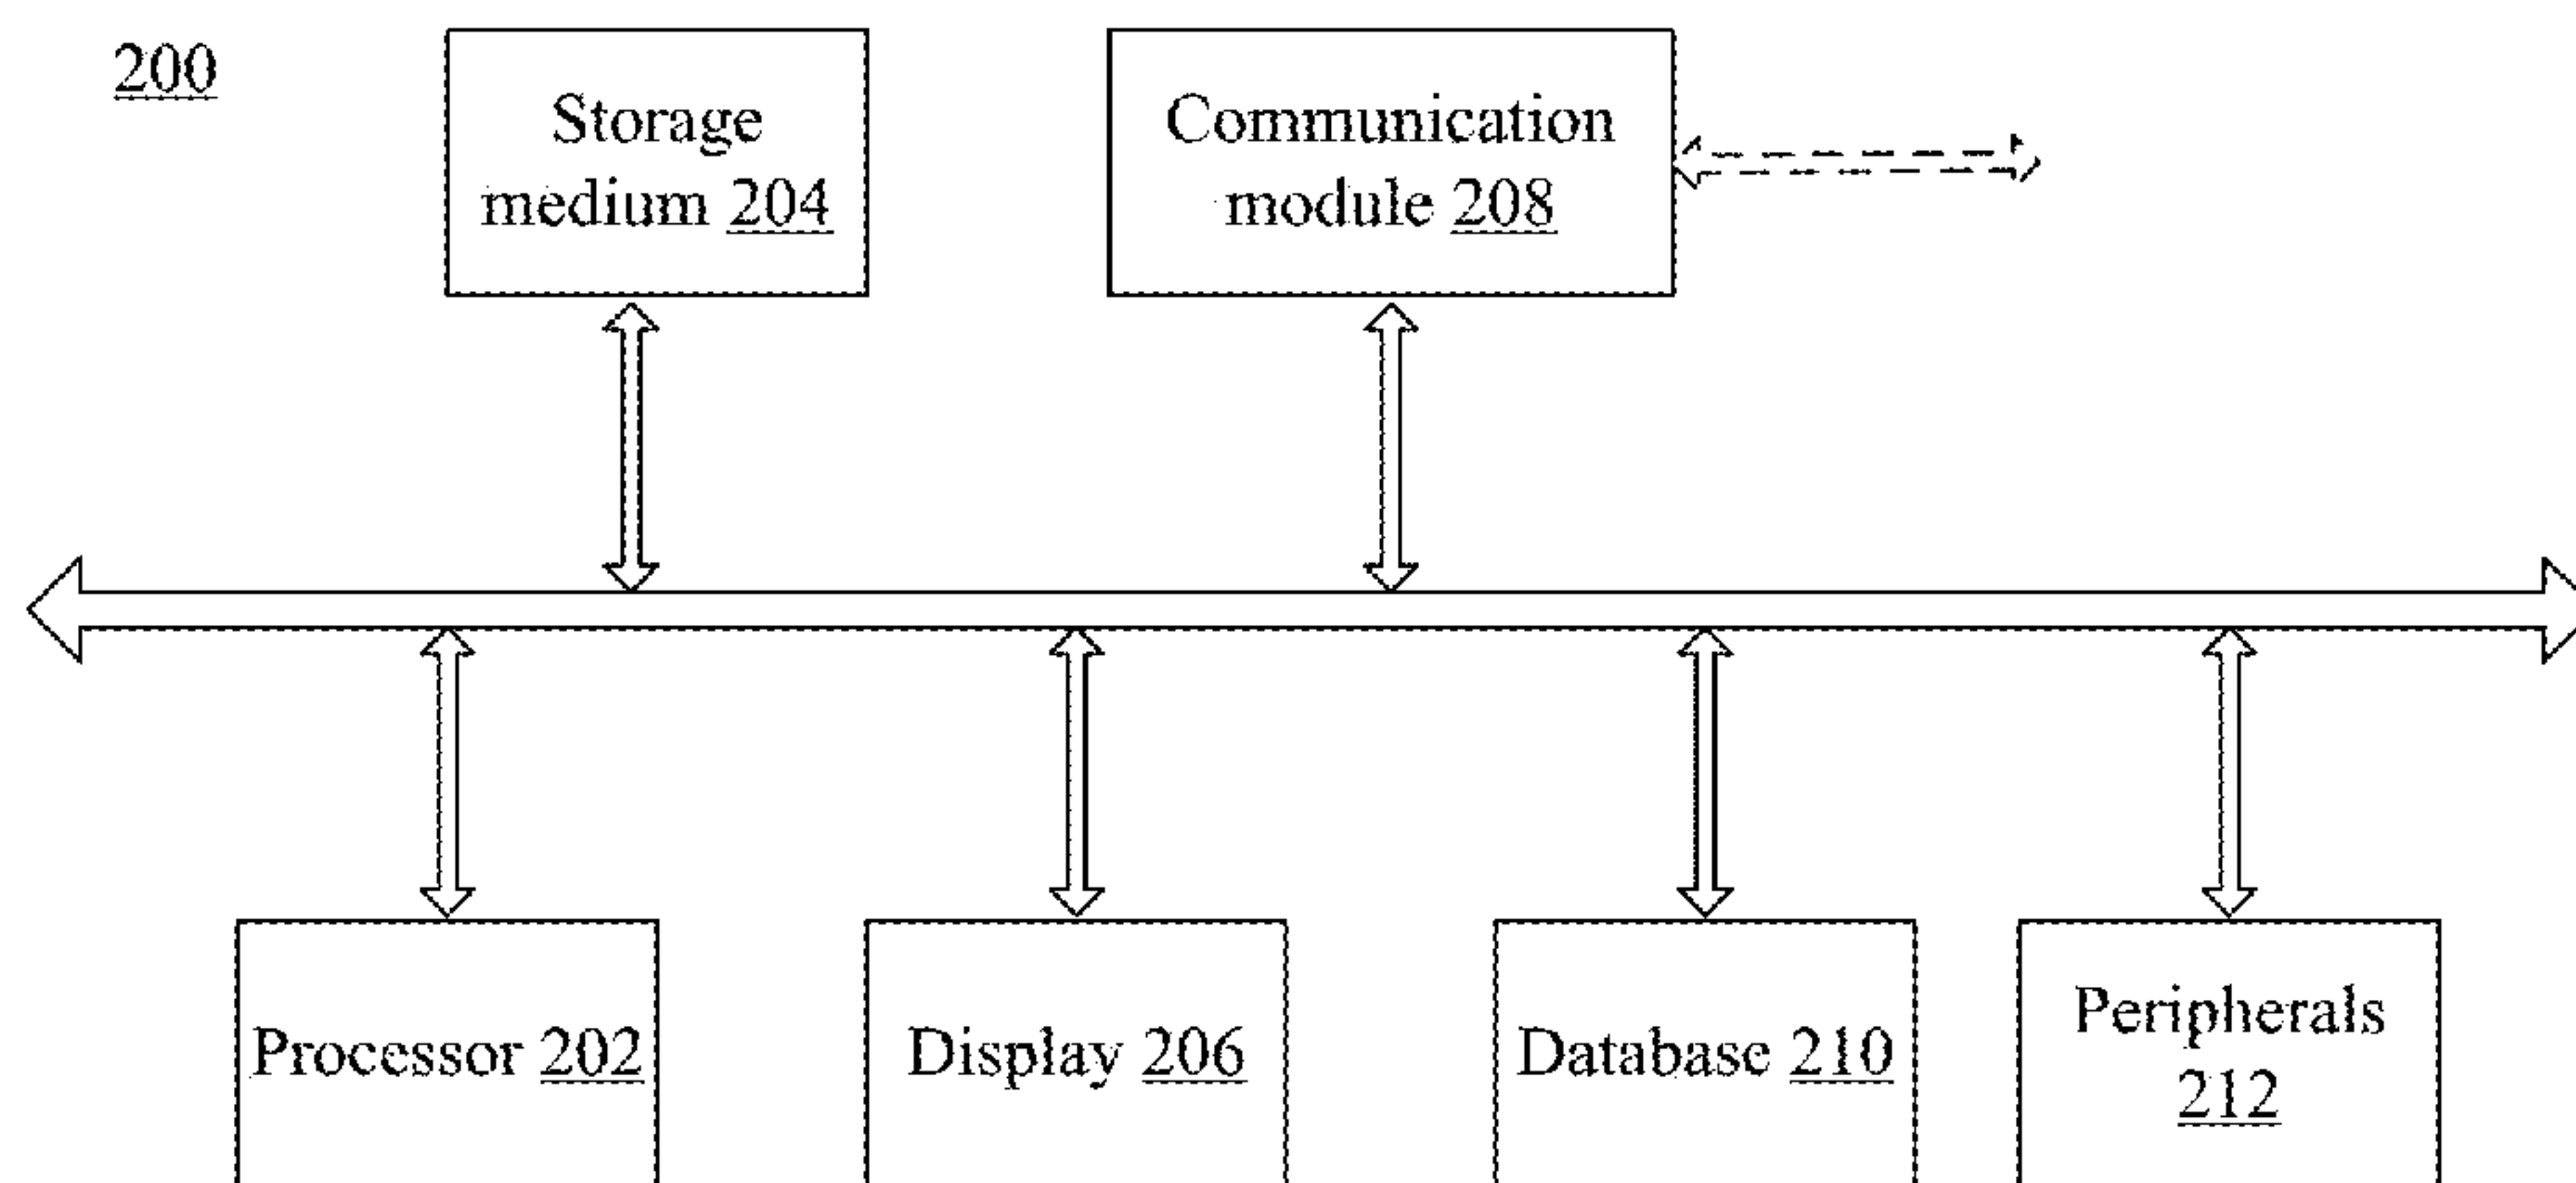 200
Storage
medium 204
Communication
module 208
Processor 202
Display 206
Database 210
Peripherals
212